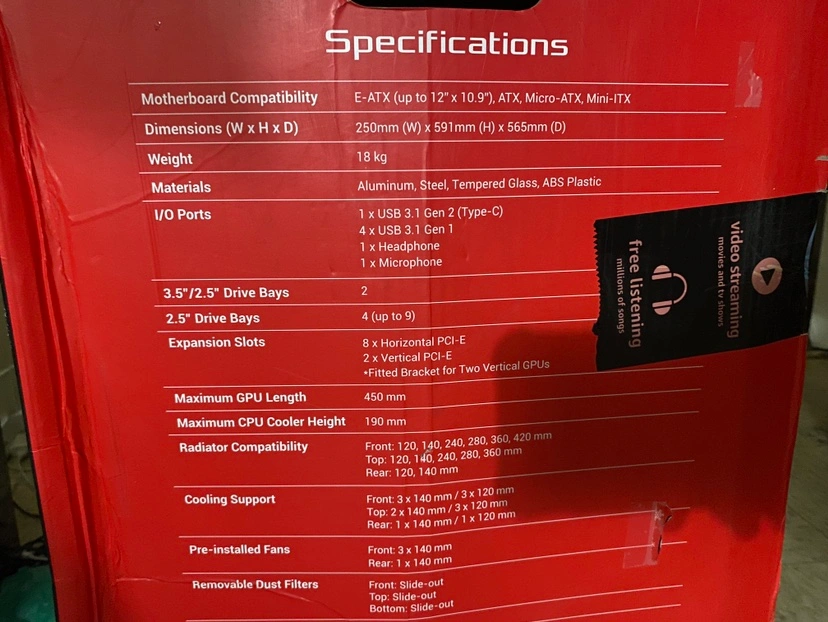 Specifications
Motherboard Compatibility E-ATX (up to 12" x 10.9"), ATX, Micro-ATX, Mini-ITX
Dimensions (W x H x D) 250mm (W) x 591mm (H) x 565mm (D)
Weight 18 kg
Materials Aluminum, Steel, Tempered Glass, ABS Plastic
I/O Ports 1 x USB 3.1 Gen 2 (Type-C)
4 x USB 3.1 Gen 1
1 x Headphone
1 x Microphone
3.5"/2.5" Drive Bays 2
2.5" Drive Bays 4 (up to 9)
Expansion Slots 8 x Horizontal PCI-E
2 x Vertical PCI-E
*Fitted Bracket for Two Vertical GPUs
Maximum GPU Length 450 mm
Maximum CPU Cooler Height 190 mm
Radiator Compatibility Front: 120, 140, 240, 280, 360, 420 mm
Top: 120, 140, 240, 280, 360 mm
Rear: 120, 140 mm
Cooling Support Front: 3 x 140 mm / 3 x 120 mm
Top: 2 x 140 mm / 3 x 120 mm
Rear: 1 x 140 mm / 1 x 120 mm
Pre-installed Fans Front: 3 x 140 mm
Rear: 1 x 140 mm
Removable Dust Filters Front: Slide-out
Top: Slide-out
Bottom: Slide-out
video streaming
movies and tv shows
free listening
millions of songs